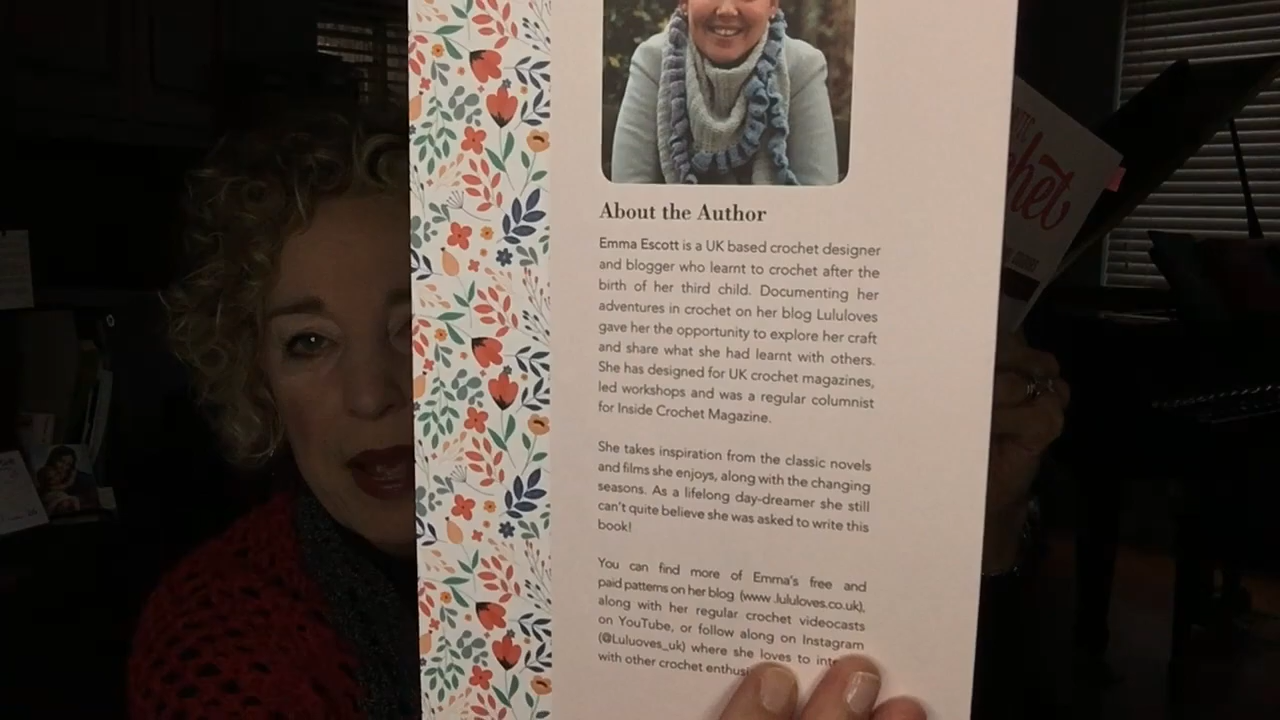 About the Author
Emma Escott is a UK based crochet designer
and blogger who learnt to crochet after the
birth of her third child. Documenting her
adventures in crochet on her blog Lululoves
gave her the opportunity to explore her craft
and share what she had learnt with others.
She has designed for UK crochet magazines,
led workshops and was a regular columnist
for Inside Crochet Magazine.
She takes inspiration from the classic novels
and films she enjoys, along with the changing
seasons. As a lifelong day-dreamer she still
can't quite believe she was asked to write this
book!
You can find more of Emma's free and
paid patterns on her blog (www .lululoves.co.uk),
along with her regular crochet videocasts
on YouTube, or follow along on Instagram
(@Luluoves_uk) where she loves to
with other crochet